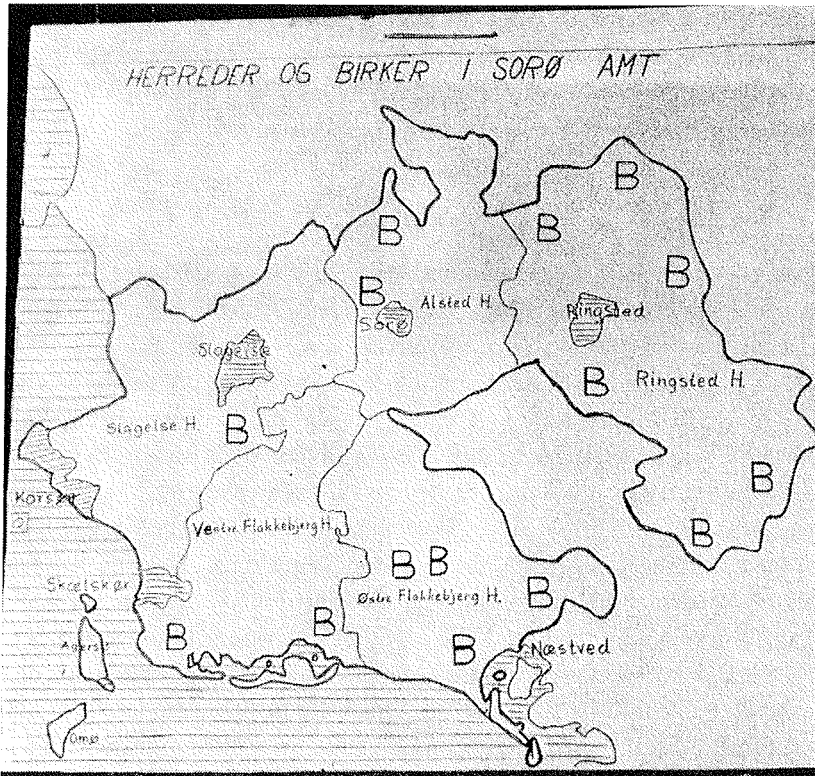 HERREDER OG BIRKER I SORØ AMT
B
B
B
B
B
Alsted H.
Ringsted
Sorø
Slagelse
B
Ringsted H.
Slagelse H.
B
B
Korsør
Vestre Flakkebjerg H.
B
B B
Skælskør
Østre Flakkebjerg H.
B
B
B
B
Næstved
Agersø
Omø